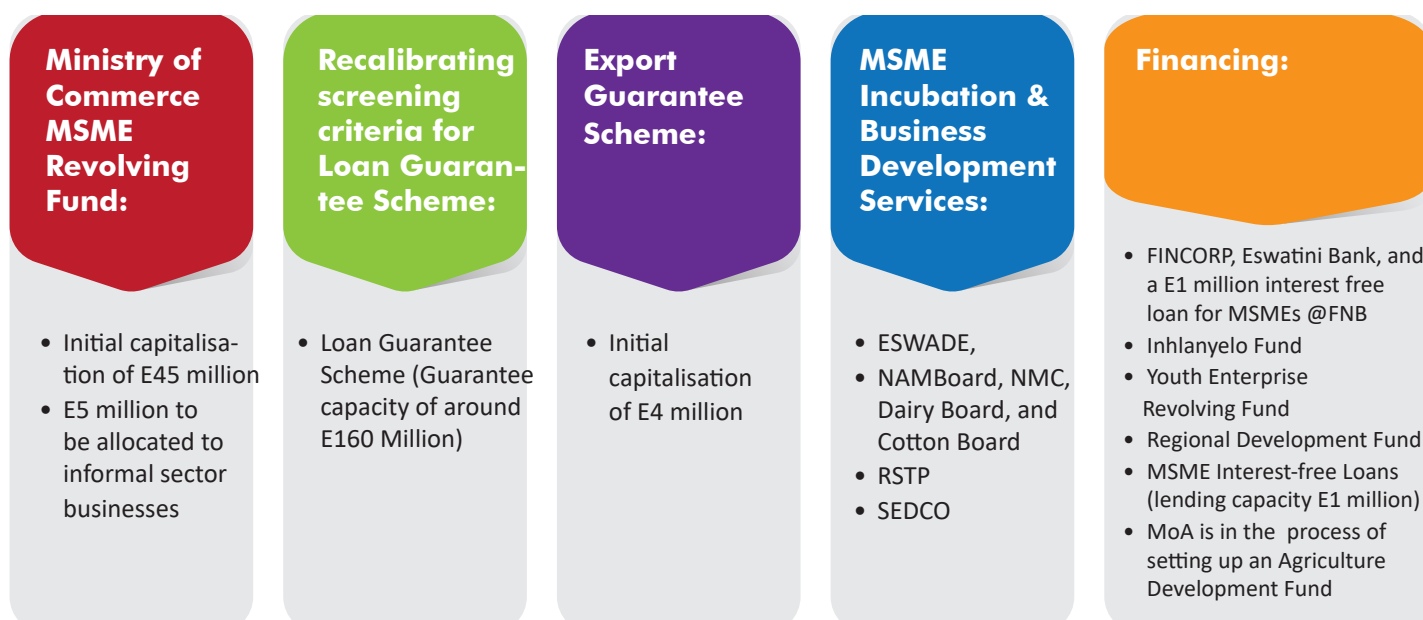 Ministry of
Commerce
MSME
Revolving
Fund:
• Initial capitalisa-
tion of E45 million
• E5 million to
be allocated to
informal sector
businesses
Recalibrating
screening
criteria for
Loan Guaran-
tee Scheme:
• Loan Guarantee
Scheme (Guarantee
capacity of around
E160 Million)
Export
Guarantee
Scheme:
• Initial
capitalisation
of E4 million
MSME
Incubation &
Business
Development
Services:
• ESWADE,
• NAMBoard, NMC,
Dairy Board, and
Cotton Board
• RSTP
• SEDCO
Financing:
• FINCORP, Eswatini Bank, and
a E1 million interest free
loan for MSMEs @FNB
• Inhlanyelo Fund
• Youth Enterprise
Revolving Fund
• Regional Development Fund
• MSME Interest-free Loans
(lending capacity E1 million)
• MoA is in the process of
setting up an Agriculture
Development Fund